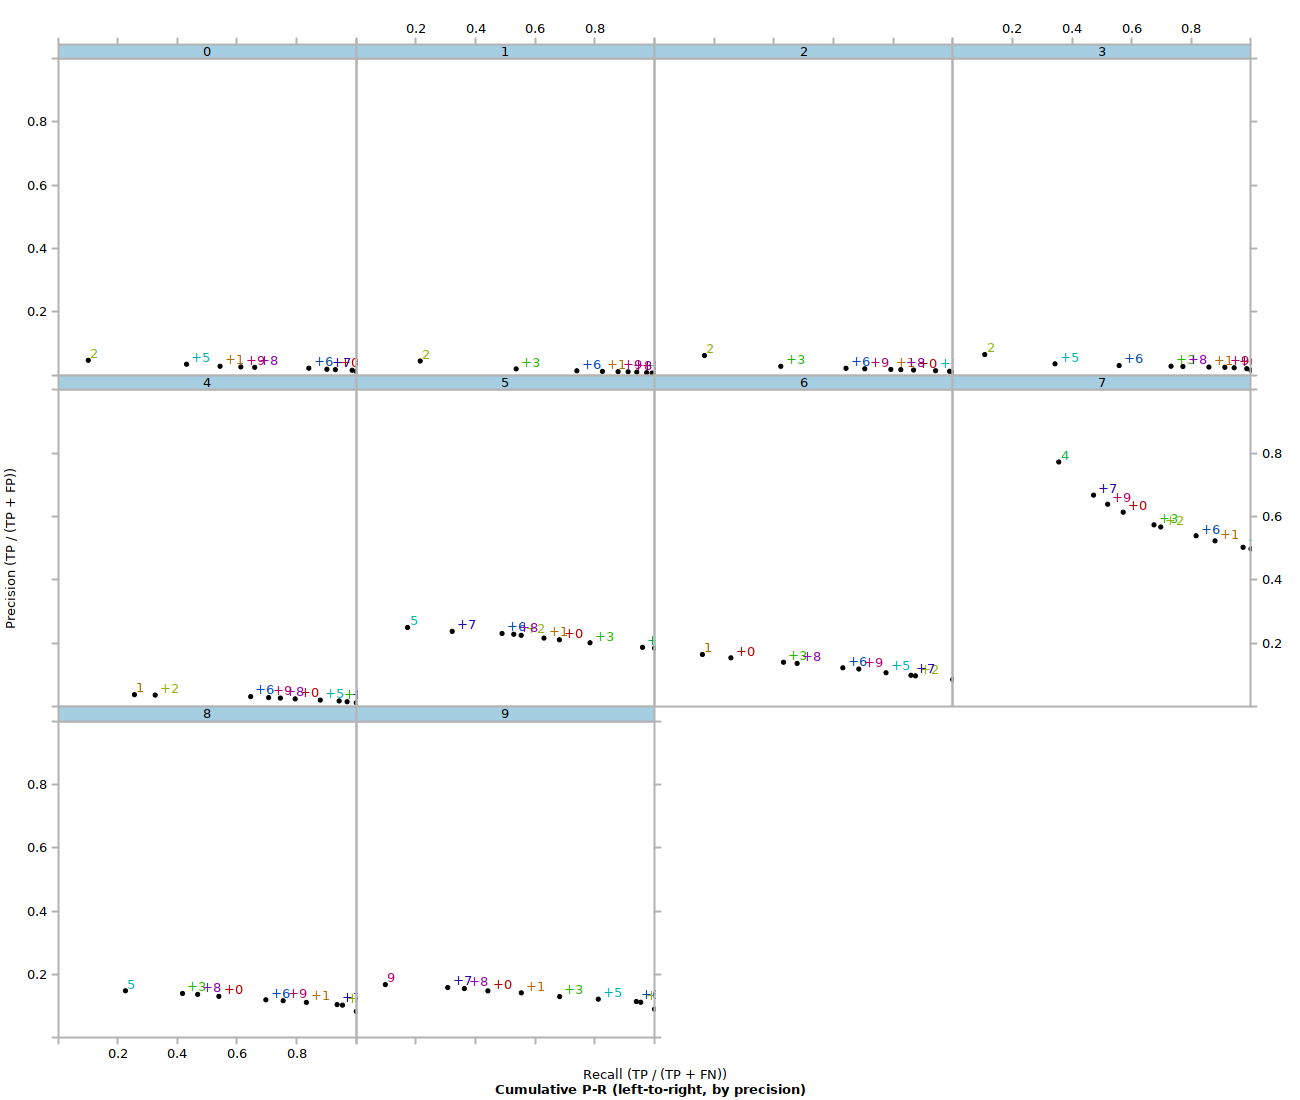 0.2 0.4 0.6 0.8 0.2 0.4 0.6 0.8
0 1 2 3
0.8
0.6
0.4
0.2
2 +5 +1 +9 +8 +6 +7 +0
2 +3 +6 +1 +9
2 +3 +6 +9 +1 +8 +0
2 +5 +6 +3 +8 +1 +9
4 5 6 7
Precision (TP / (TP + FP))
0.8
0.6
0.4
0.2
1 +2 +6 +9 +8 +0 +5
5 +7 +6 +8 +2 +1 +0 +3
1 +0 +3 +8 +6 +9 +5 +7 +2
4 +7 +9 +0 +3 +2 +6 +1
8 9
0.8
0.6
0.4
0.2
5 +3 +8 +0 +6 +9 +1
9 +7 +8 +0 +1 +3 +5
0.2 0.4 0.6 0.8
Recall (TP / (TP + FN))
Cumulative P-R (left-to-right, by precision)